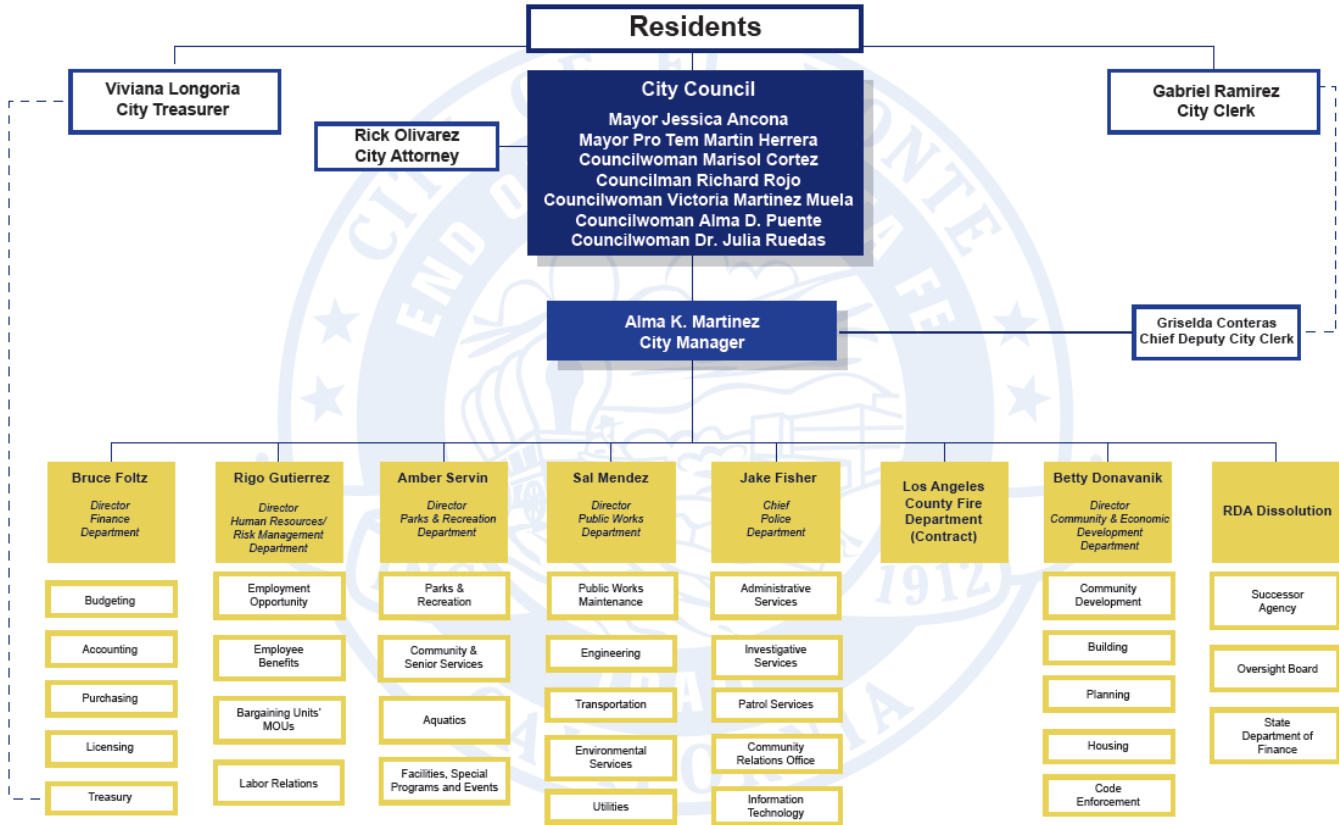 Residents
Viviana Longoria
City Treasurer
Rick Olivarez
City Attorney
City Council
Mayor Jessica Ancona
Mayor Pro Tem Martin Herrera
Councilwoman Marisol Cortez
Councilman Richard Rojo
Councilwoman Victoria Martinez Muela
Councilwoman Alma D. Puente
Councilwoman Dr. Julia Ruedas
Gabriel Ramirez
City Clerk
Alma K. Martinez
City Manager
Griselda Conteras
Chief Deputy City Clerk
Bruce Foltz
Director
Finance
Department
Budgeting
Accounting
Purchasing
Licensing
Treasury
Rigo Gutierrez
Director
Human Resources/
Risk Management
Department
Employment
Opportunity
Employee
Benefits
Bargaining Units'
MOUs
Labor Relations
Amber Servin
Director
Parks & Recreation
Department
Parks &
Recreation
Community &
Senior Services
Aquatics
Facilities, Special
Programs and Events
Sal Mendez
Director
Public Works
Department
Public Works
Maintenance
Engineering
Transportation
Environmental
Services
Utilities
Jake Fisher
Chief
Police
Department
Administrative
Services
Investigative
Services
Patrol Services
Community
Relations Office
Information
Technology
Los Angeles
County Fire
Department
(Contract)
Betty Donavanik
Director
Community & Economic
Development
Department
Community
Development
Building
Planning
Housing
Code
Enforcement
RDA Dissolution
Successor
Agency
Oversight Board
State
Department of
Finance
1912
CALIFORNIA